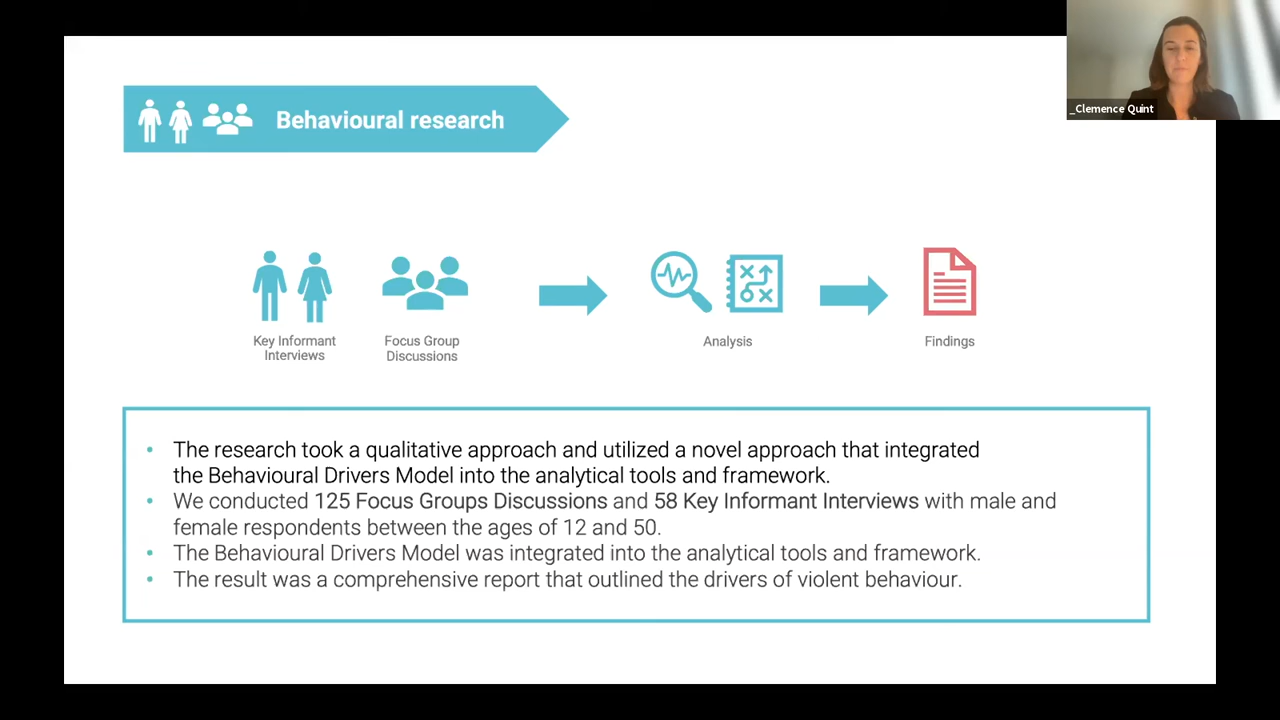 _Clemence Quint
Behavioural research
Key Informant
Interviews
Focus Group
Discussions
Analysis
Findings
• The research took a qualitative approach and utilized a novel approach that integrated
the Behavioural Drivers Model into the analytical tools and framework.
• We conducted 125 Focus Groups Discussions and 58 Key Informant Interviews with male and
female respondents between the ages of 12 and 50.
• The Behavioural Drivers Model was integrated into the analytical tools and framework.
• The result was a comprehensive report that outlined the drivers of violent behaviour.